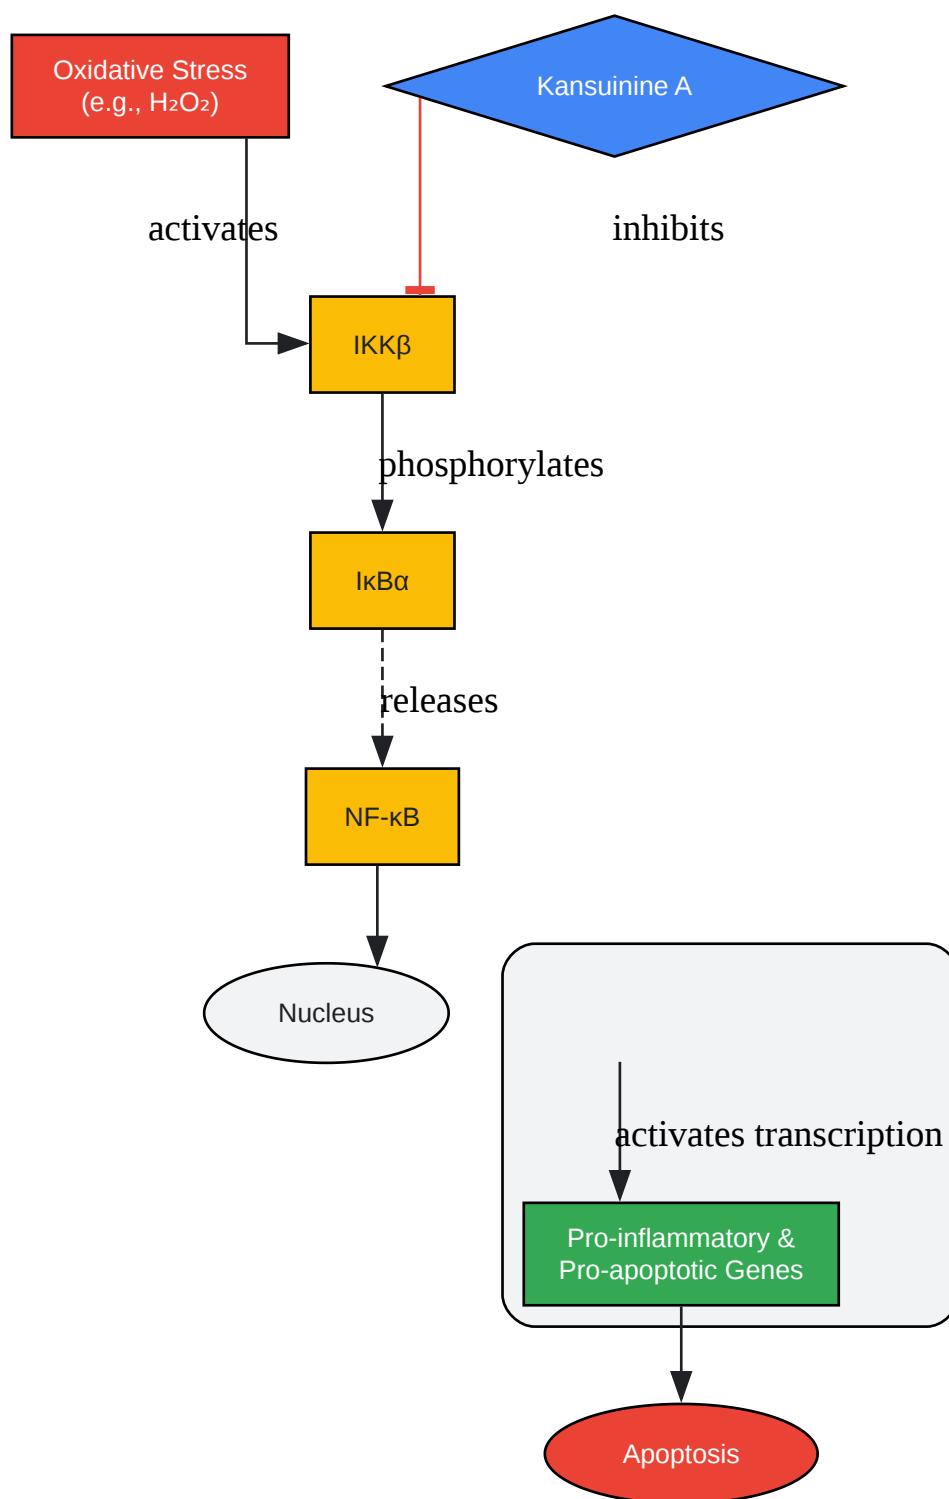 Oxidative Stress
(e.g., H₂O₂)
Kansuinine A
activates
inhibits
IKKβ
phosphorylates
IκBα
releases
NF-κB
Nucleus
activates transcription
Pro-inflammatory &
Pro-apoptotic Genes
Apoptosis